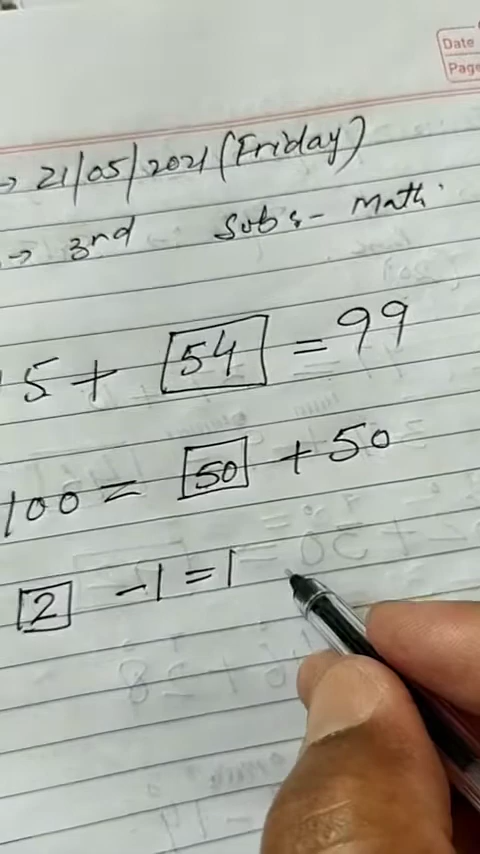 Date
Page
→ 21/05/2021 (Friday)
→ 3rd Sub:- Math
5 + 54 = 99
100 = 50 + 50
2 - 1 = 1